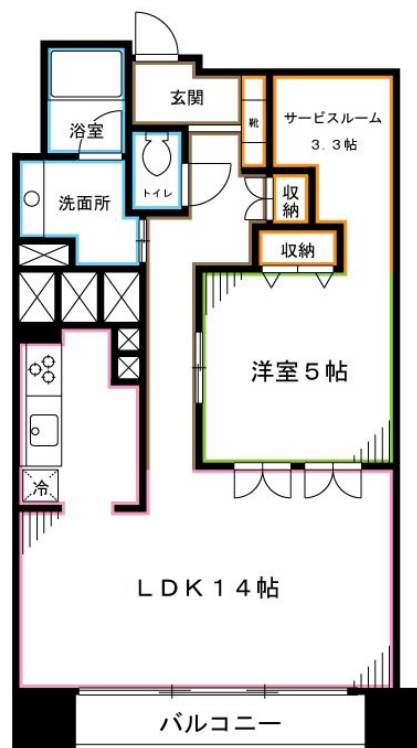 玄関
靴
サービスルーム
3.3帖
浴室
洗面所
トイレ
収納
収納
洋室5帖
冷
LDK14帖
バルコニー